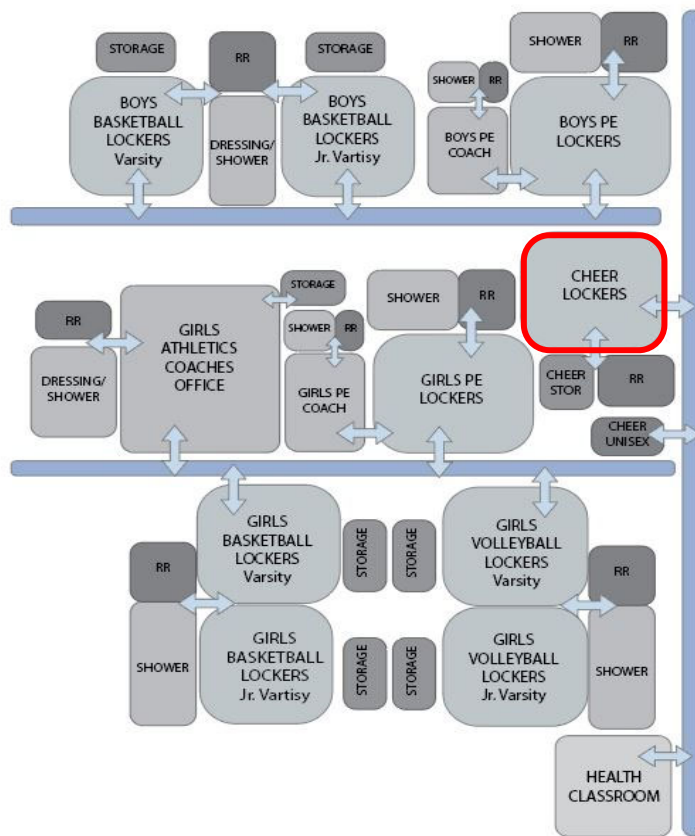 STORAGE
RR
STORAGE
SHOWER
RR
BOYS
BASKETBALL
LOCKERS
Varsity
DRESSING/
SHOWER
BOYS
BASKETBALL
LOCKERS
Jr. Vartisy
SHOWER
RR
BOYS PE
COACH
BOYS PE
LOCKERS
CHEER
LOCKERS
RR
DRESSING/
SHOWER
GIRLS
ATHLETICS
COACHES
OFFICE
STORAGE
SHOWER
RR
GIRLS PE
COACH
SHOWER
RR
GIRLS PE
LOCKERS
CHEER
STOR
RR
CHEER
UNISEX
RR
SHOWER
GIRLS
BASKETBALL
LOCKERS
Varsity
STORAGE
STORAGE
GIRLS
VOLLEYBALL
LOCKERS
Varsity
RR
SHOWER
GIRLS
BASKETBALL
LOCKERS
Jr. Vartisy
STORAGE
STORAGE
GIRLS
VOLLEYBALL
LOCKERS
Jr. Varsity
HEALTH
CLASSROOM